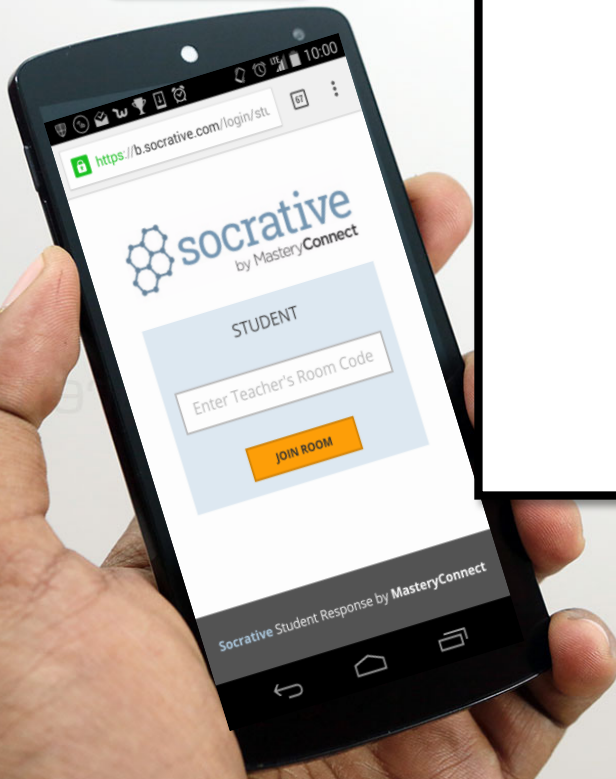 10:00
https://b.socrative.com/login/stu
67
socrative
by MasteryConnect
STUDENT
Enter Teacher's Room Code
JOIN ROOM
Socrative Student Response by MasteryConnect